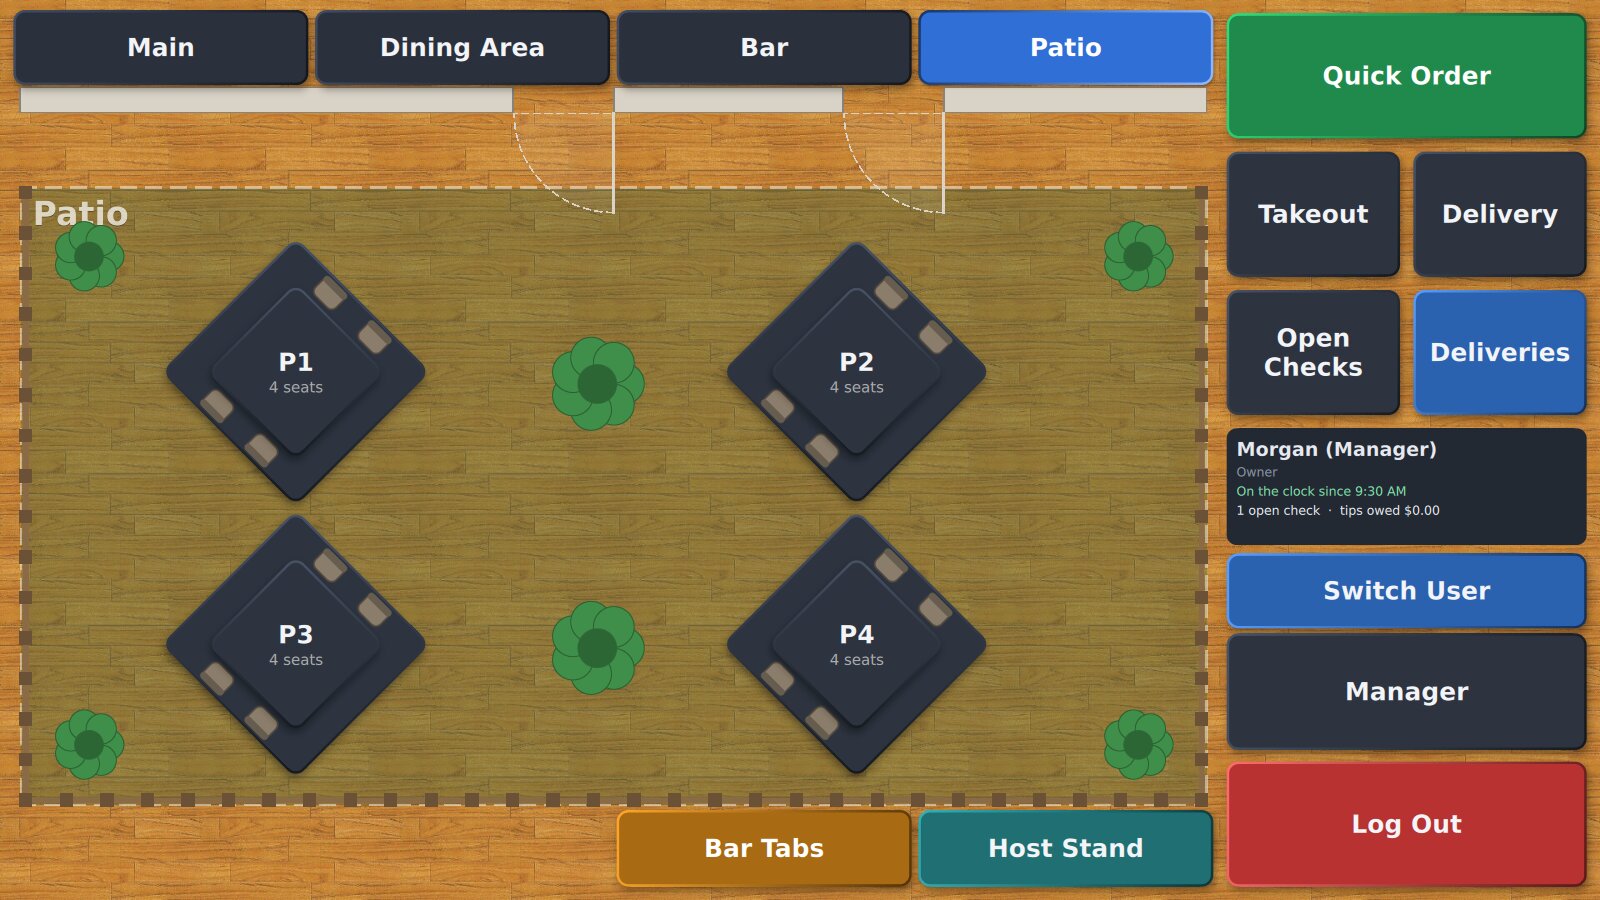 Main
Dining Area
Bar
Patio
Quick Order
Takeout
Delivery
Patio
P1
4 seats
P2
4 seats
Open
Checks
Deliveries
Morgan (Manager)
Owner
On the clock since 9:30 AM
1 open check · tips owed $0.00
Switch User
P3
4 seats
P4
4 seats
Manager
Bar Tabs
Host Stand
Log Out